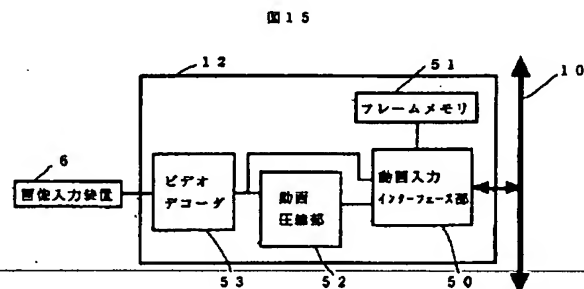 図15
12
51
10
フレームメモリ
6
画像入力装置
ビデオ
デコーダ
動画
圧縮部
動画入力
インターフェース部
53
52
50